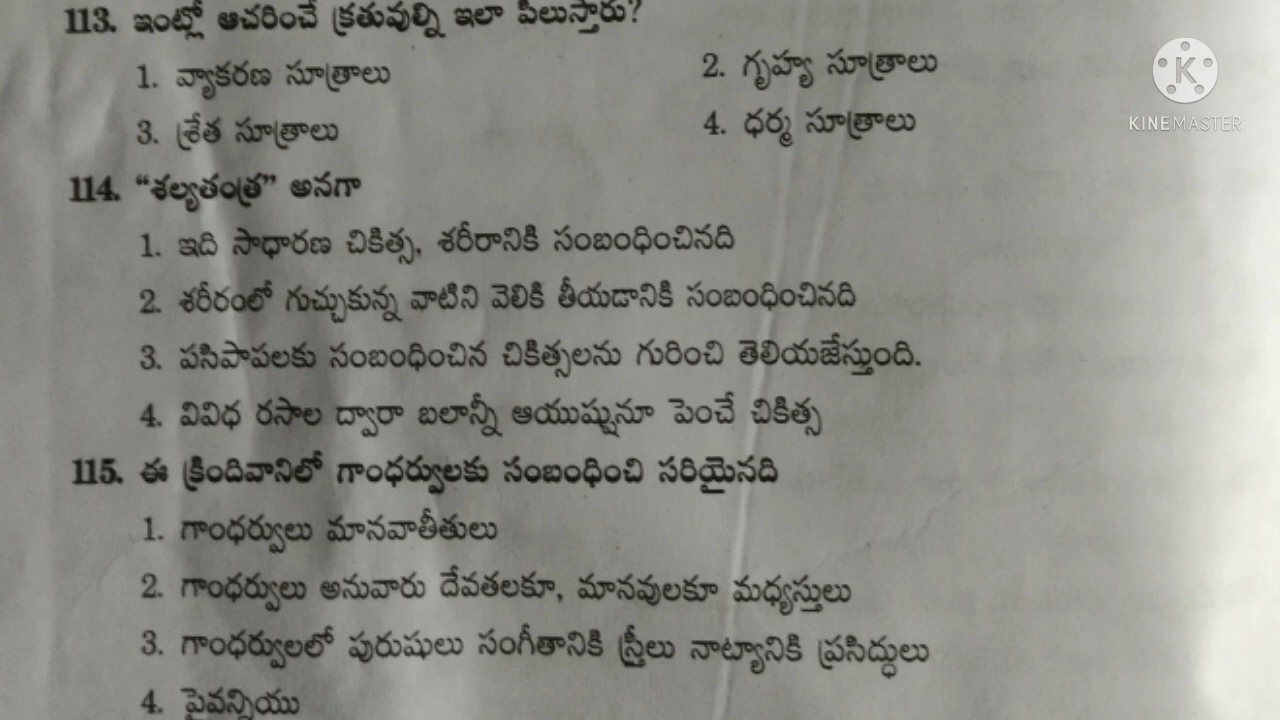 113. ఇంట్లో ఆచరించే క్రతువుల్ని ఇలా పిలుస్తారు?
1. వ్యాకరణ సూత్రాలు
2. గృహ్య సూత్రాలు
3. శ్రేత సూత్రాలు
4. ధర్మ సూత్రాలు
114. “శల్యతంత్ర” అనగా
1. ఇది సాధారణ చికిత్స, శరీరానికి సంబంధించినది
2. శరీరంలో గుచ్చుకున్న వాటిని వెలికి తీయడానికి సంబంధించినది
3. పసిపాపలకు సంబంధించిన చికిత్సలను గురించి తెలియజేస్తుంది.
4. వివిధ రసాల ద్వారా బలాన్నీ ఆయుష్షునూ పెంచే చికిత్స
115. ఈ క్రిందివానిలో గాంధర్వులకు సంబంధించి సరియైనది
1. గాంధర్వులు మానవాతీతులు
2. గాంధర్వులు అనువారు దేవతలకూ, మానవులకూ మధ్యస్తులు
3. గాంధర్వులలో పురుషులు సంగీతానికి స్త్రీలు నాట్యానికి ప్రసిద్ధులు
4. పైవన్నియు
K
KINEMASTER